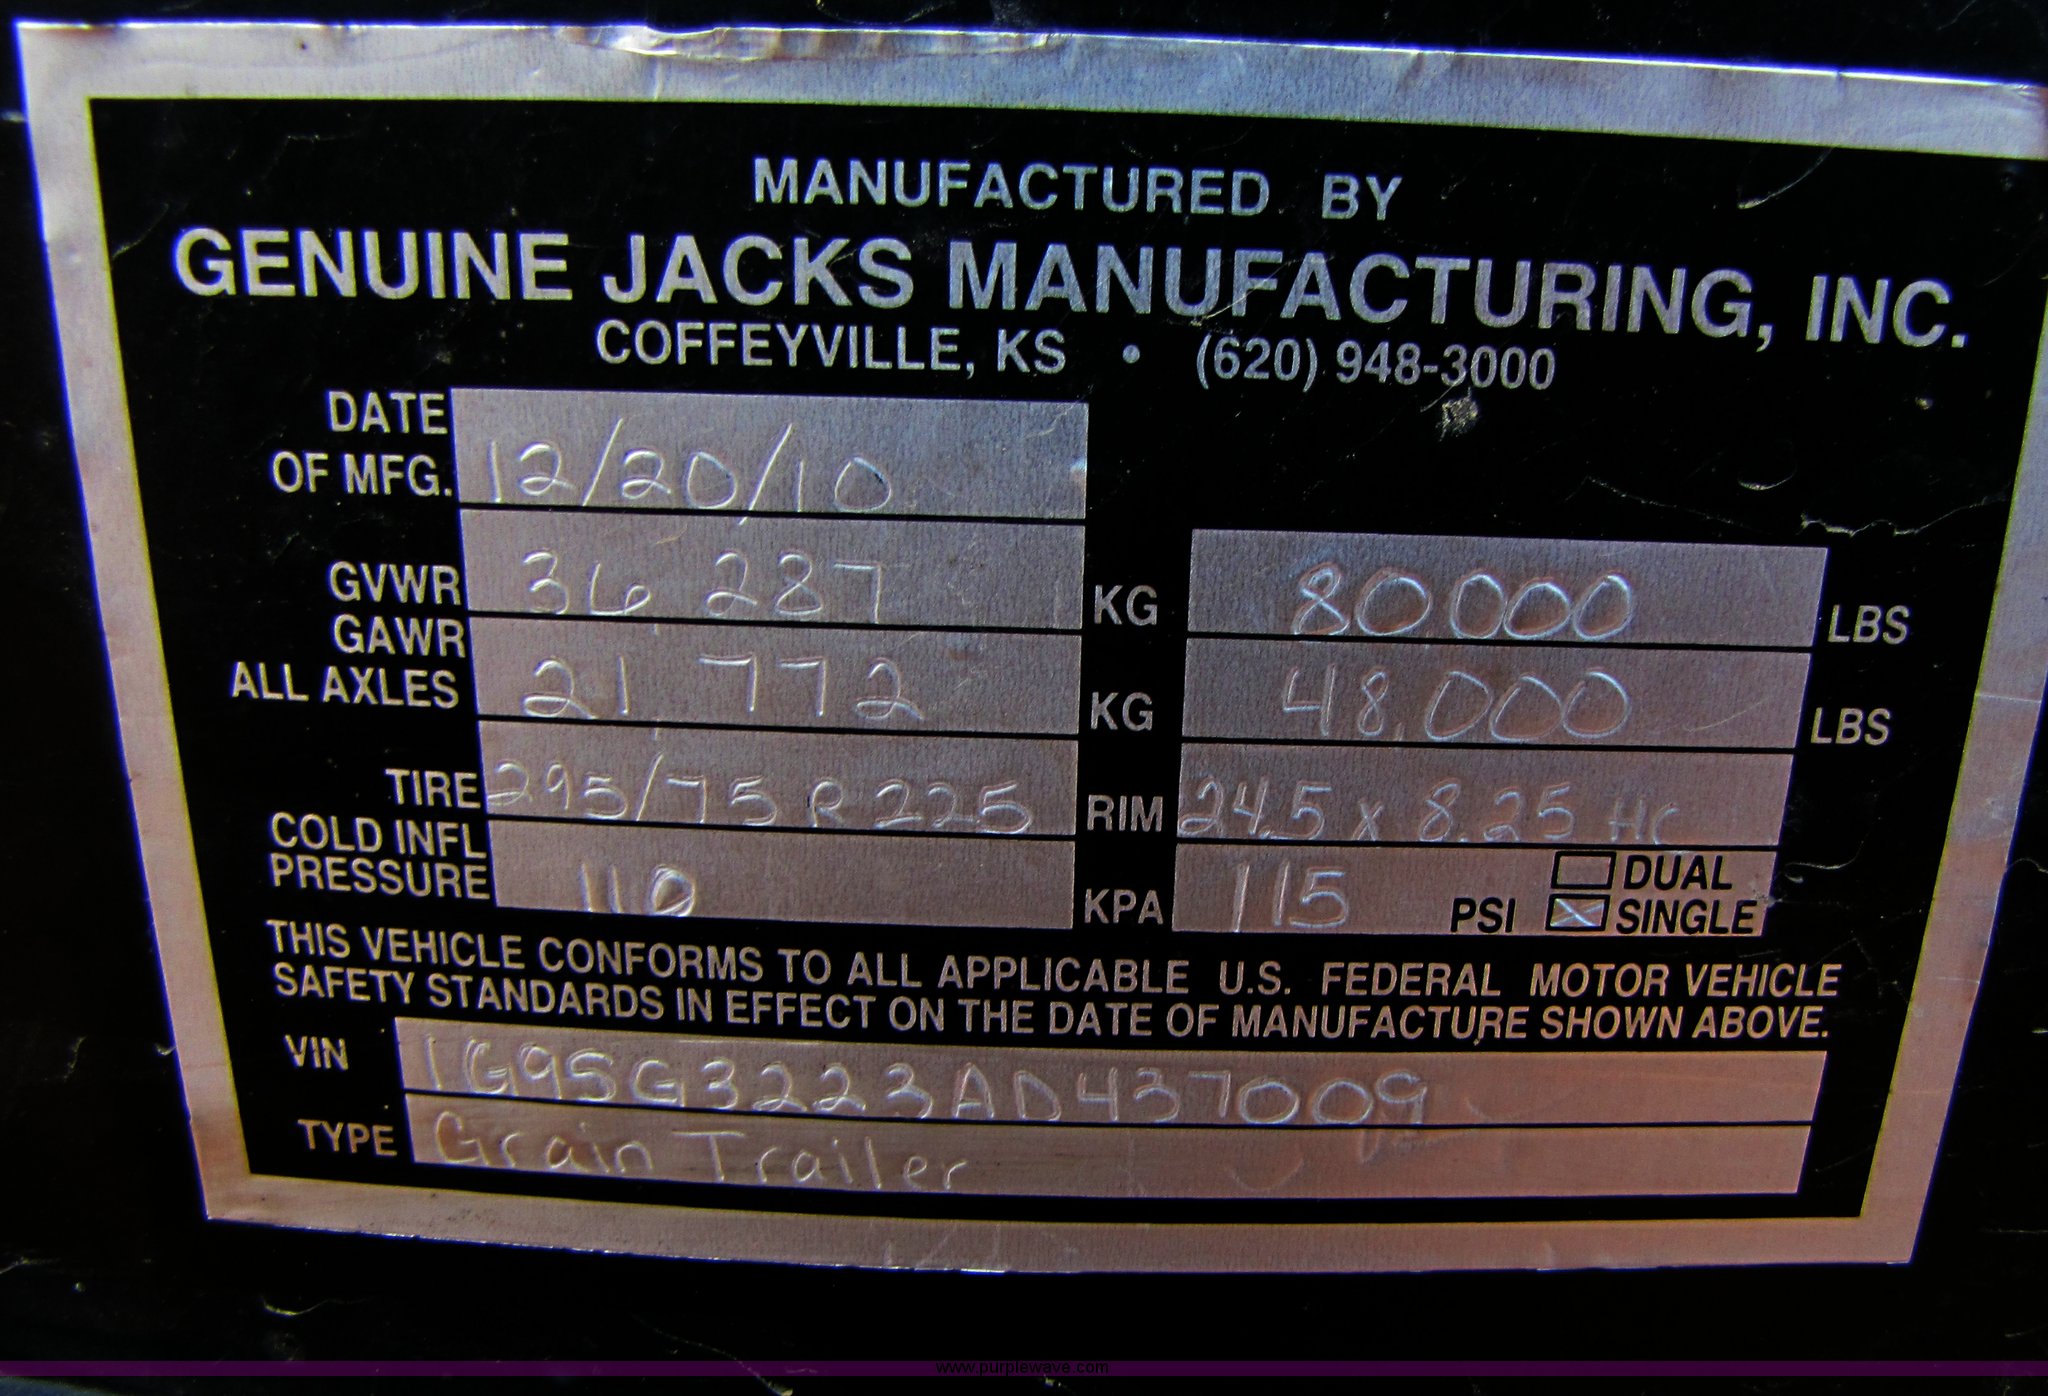 MANUFACTURED BY
GENUINE JACKS MANUFACTURING, INC.
COFFEYVILLE, KS • (620) 948-3000
DATE OF MFG. 12/20/10
GVWR 36 287 KG 80000 LBS
GAWR ALL AXLES 21 772 KG 48,000 LBS
TIRE 295/75 R 225 RIM 24.5 x 8.25 HC
COLD INFL PRESSURE 110 KPA 115 PSI DUAL
SINGLE
THIS VEHICLE CONFORMS TO ALL APPLICABLE U.S. FEDERAL MOTOR VEHICLE
SAFETY STANDARDS IN EFFECT ON THE DATE OF MANUFACTURE SHOWN ABOVE.
VIN 1G95G3223AD437009
TYPE Grain Trailer
www.purplewave.com